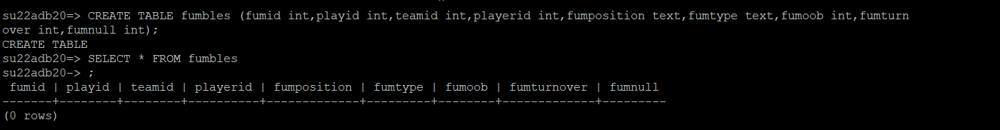 su22adb20=> CREATE TABLE fumbles (fumid int,playid int,teamid int,playerid int,fumposition text,fumtype text,fumoob int,fumturn
over int,fumnull int);
CREATE TABLE
su22adb20=> SELECT * FROM fumbles
su22adb20-> ;
 fumid | playid | teamid | playerid | fumposition | fumtype | fumoob | fumturnover | fumnull
-------+--------+--------+----------+-------------+---------+--------+-------------+---------
(0 rows)